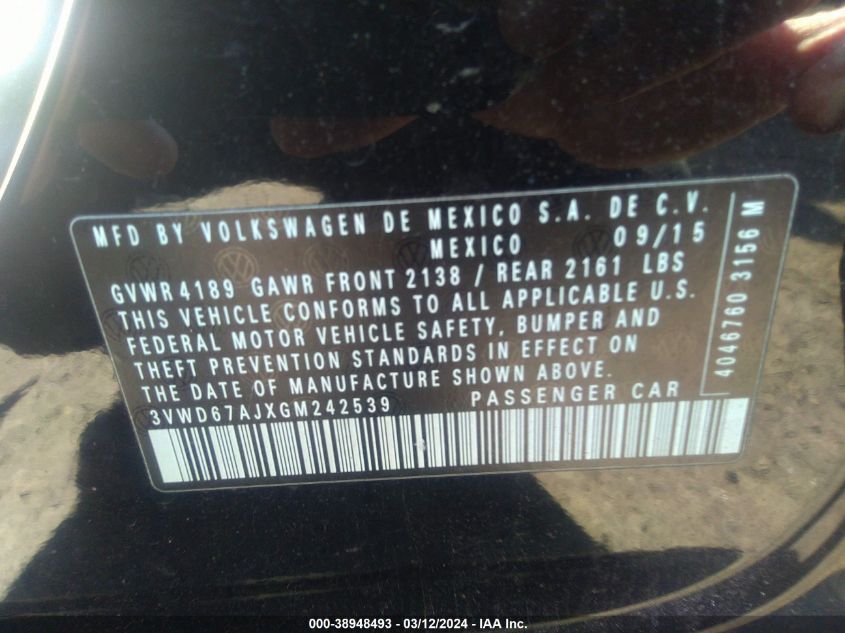 MFD BY VOLKSWAGEN DE MEXICO S.A. DE C.V.
MEXICO 09/15
GVWR 4189 GAWR FRONT 2138 / REAR 2161 LBS
THIS VEHICLE CONFORMS TO ALL APPLICABLE U.S.
FEDERAL MOTOR VEHICLE SAFETY, BUMPER AND
THEFT PREVENTION STANDARDS IN EFFECT ON
THE DATE OF MANUFACTURE SHOWN ABOVE.
3VWD67AJXGM242539 PASSENGER CAR
4046760 3156 M
000-38948493 - 03/12/2024 - IAA Inc.